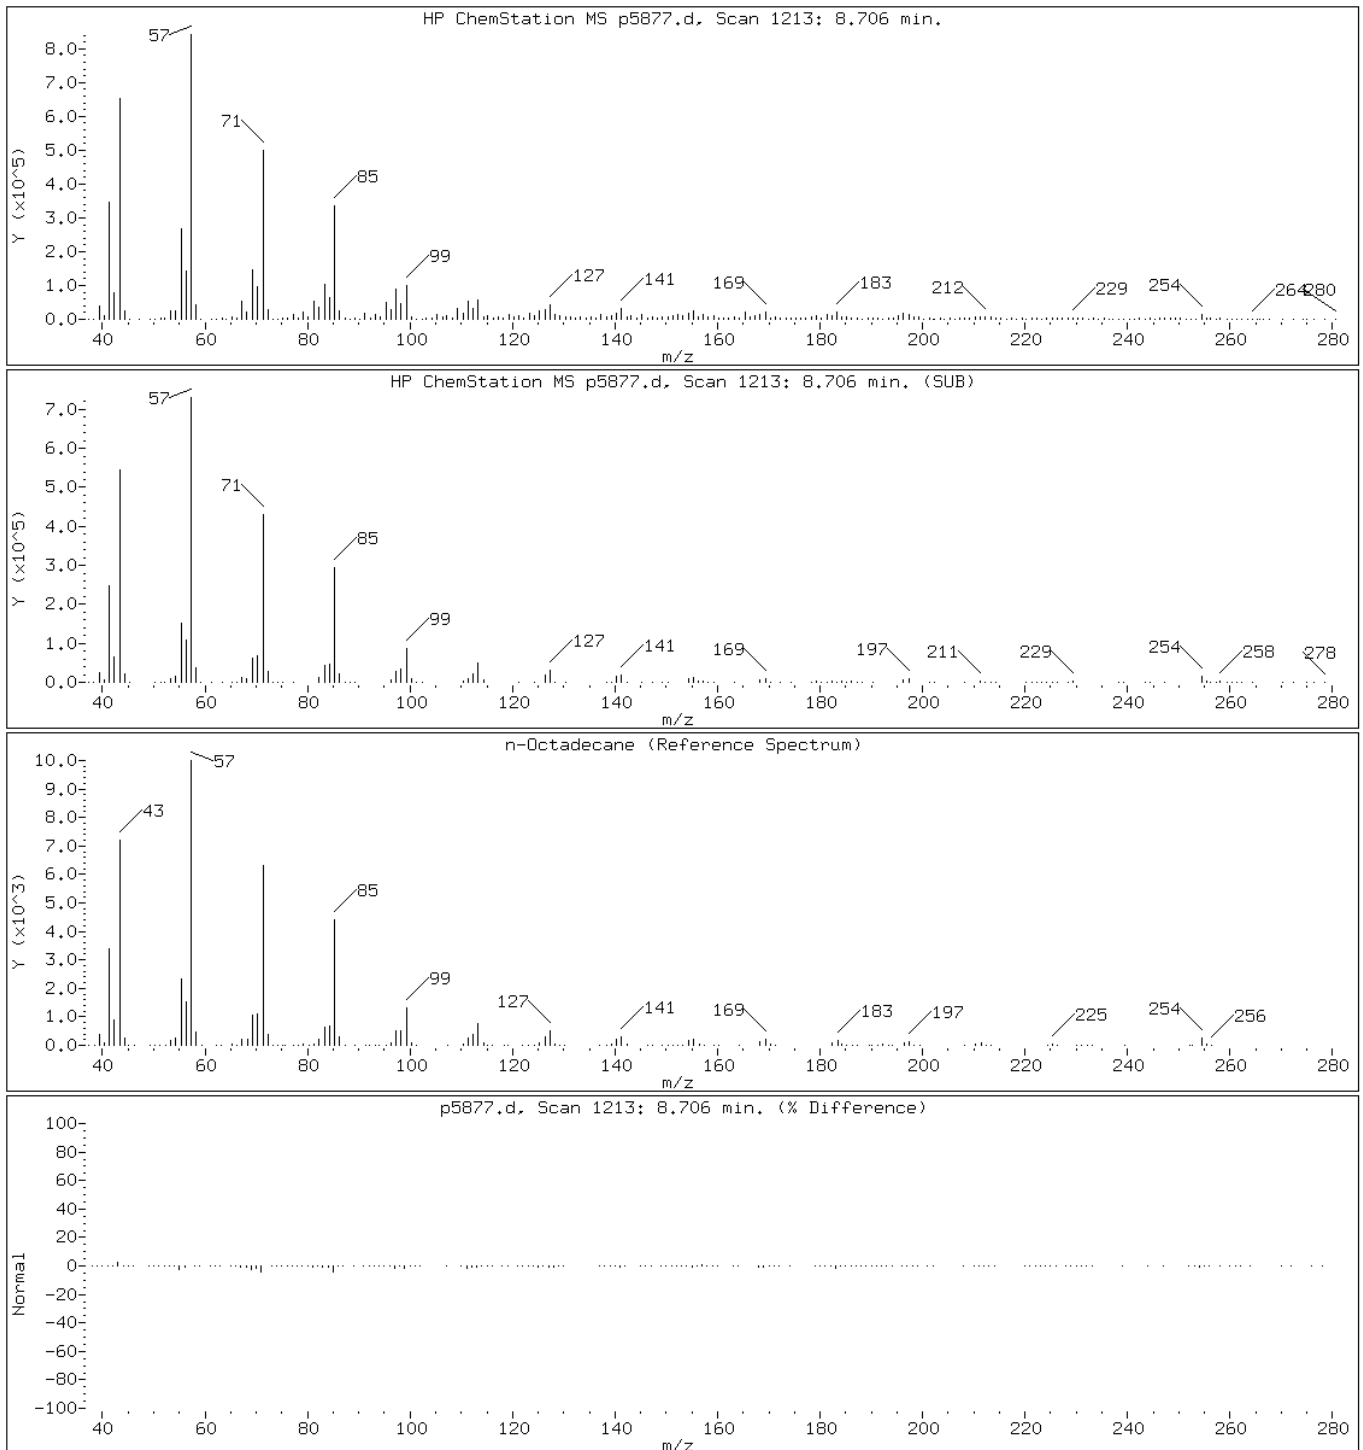 HP ChemStation MS p5877.d, Scan 1213: 8.706 min.
57
8.0
7.0
71
6.0
85
5.0
4.0
Y (x10^5)
3.0
99
2.0
127 141 169 183 212 229 254 264 280
1.0
0.0
40 60 80 100 120 140 160 180 200 220 240 260 280
m/z
HP ChemStation MS p5877.d, Scan 1213: 8.706 min. (SUB)
57
7.0
6.0
71
5.0
85
4.0
Y (x10^5)
3.0
2.0
99
127 141 169 197 211 229 254 258 278
1.0
0.0
40 60 80 100 120 140 160 180 200 220 240 260 280
m/z
n-Octadecane (Reference Spectrum)
10.0
57
9.0
43
8.0
7.0
6.0
85
5.0
4.0
Y (x10^3)
3.0
99
2.0
127 141 169 183 197 225 254 256
1.0
0.0
40 60 80 100 120 140 160 180 200 220 240 260 280
m/z
p5877.d, Scan 1213: 8.706 min. (% Difference)
100
80
60
40
20
0
Normal
-20
-40
-60
-80
-100
40 60 80 100 120 140 160 180 200 220 240 260 280
m/z